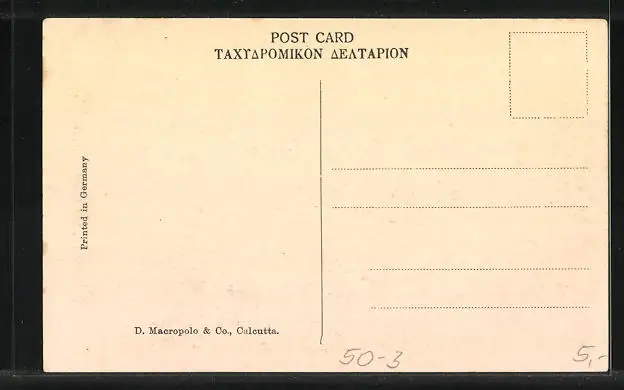 POST CARD
ΤΑΧΥΔΡΟΜΙΚΟΝ ΔΕΛΤΑΡΙΟΝ
Printed in Germany
D. Macropolo & Co., Calcutta.
50-3
5,-